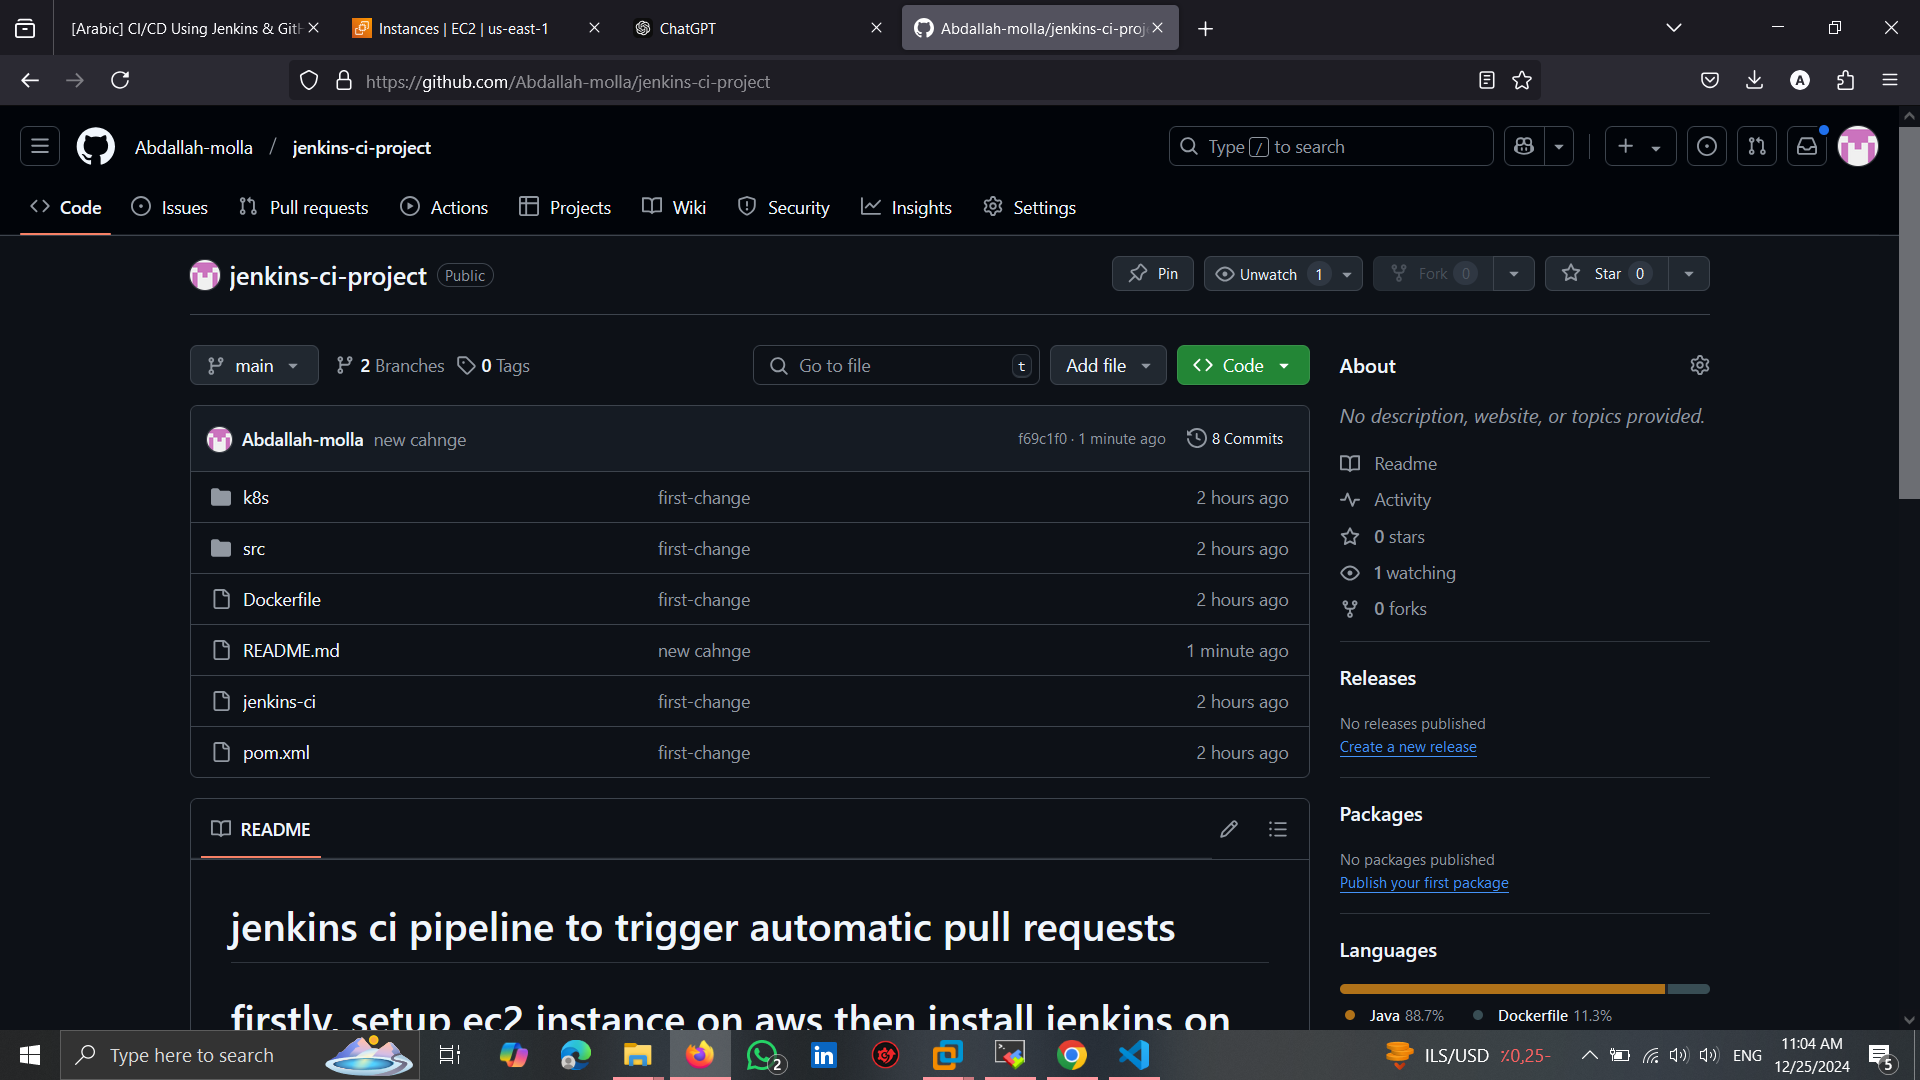 [Arabic] CI/CD Using Jenkins & Git
Instances | EC2 | us-east-1
ChatGPT
Abdallah-molla/jenkins-ci-proj
https://github.com/Abdallah-molla/jenkins-ci-project
A
Abdallah-molla / jenkins-ci-project
Type / to search
Code
Issues
Pull requests
Actions
Projects
Wiki
Security
Insights
Settings
jenkins-ci-project Public
Pin
Unwatch 1
Fork 0
Star 0
main
2 Branches
0 Tags
Go to file t
Add file
Code
Abdallah-molla new cahnge
f69c1f0 · 1 minute ago
8 Commits
k8s first-change 2 hours ago
src first-change 2 hours ago
Dockerfile first-change 2 hours ago
README.md new cahnge 1 minute ago
jenkins-ci first-change 2 hours ago
pom.xml first-change 2 hours ago
README
jenkins ci pipeline to trigger automatic pull requests
firstly, setup ec2 instance on aws then install jenkins on
About
No description, website, or topics provided.
Readme
Activity
0 stars
1 watching
0 forks
Releases
No releases published
Create a new release
Packages
No packages published
Publish your first package
Languages
Java 88.7%
Dockerfile 11.3%
Type here to search
2
ILS/USD ٪0,25-
ENG
11:04 AM
12/25/2024
5